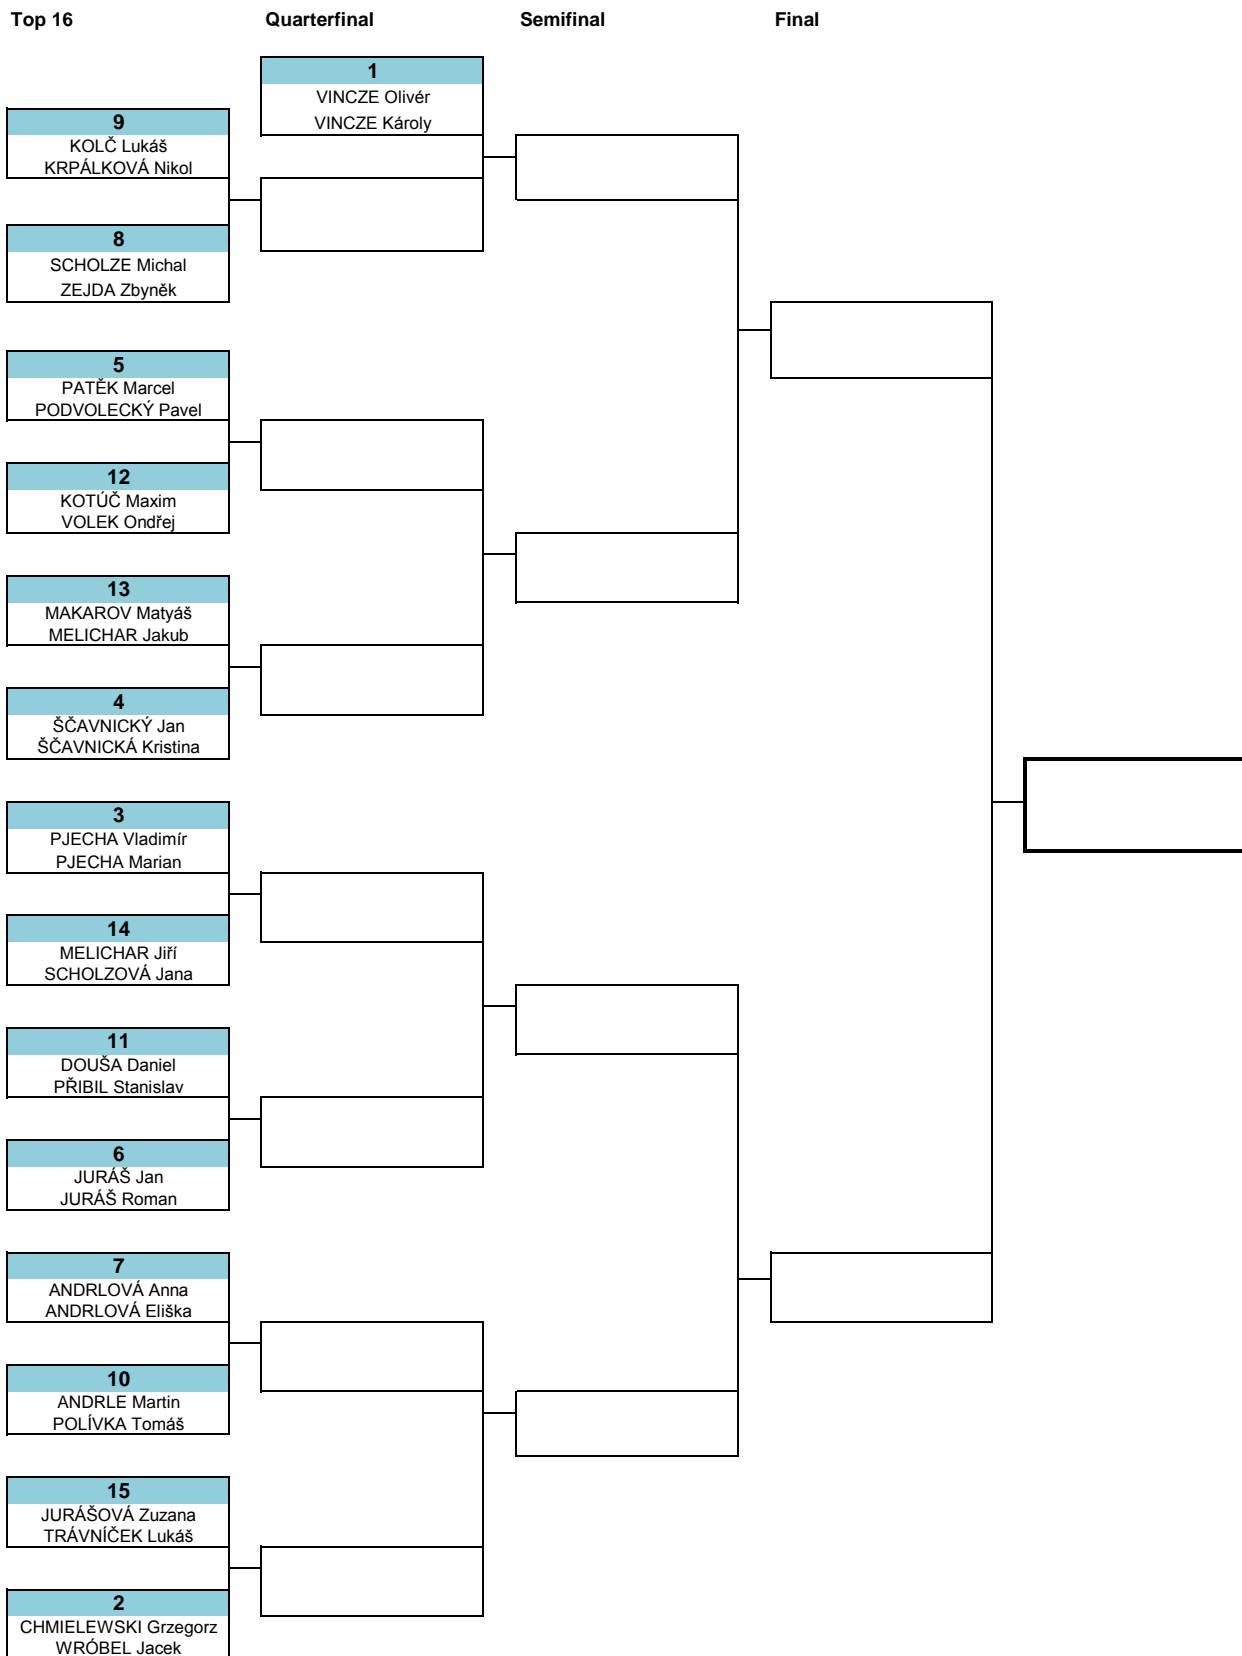 Top 16 Quarterfinal Semifinal Final
1
VINCZE Olivér
VINCZE Károly
9
KOLČ Lukáš
KRPÁLKOVÁ Nikol
8
SCHOLZE Michal
ZEJDA Zbyněk
5
PATĚK Marcel
PODVOLECKÝ Pavel
12
KOTÚČ Maxim
VOLEK Ondřej
13
MAKAROV Matyáš
MELICHAR Jakub
4
ŠČAVNICKÝ Jan
ŠČAVNICKÁ Kristina
3
PJECHA Vladimír
PJECHA Marian
14
MELICHAR Jiří
SCHOLZOVÁ Jana
11
DOUŠA Daniel
PŘIBIL Stanislav
6
JURÁŠ Jan
JURÁŠ Roman
7
ANDRLOVÁ Anna
ANDRLOVÁ Eliška
10
ANDRLE Martin
POLÍVKA Tomáš
15
JURÁŠOVÁ Zuzana
TRÁVNÍČEK Lukáš
2
CHMIELEWSKI Grzegorz
WRÓBEL Jacek